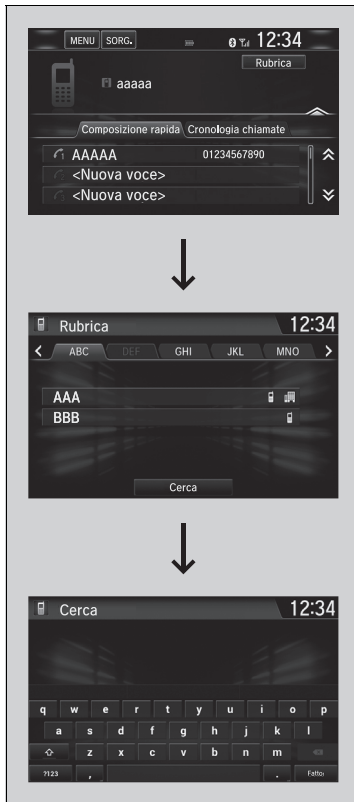 MENU SORG. 12:34
Rubrica
aaaaa
Composizione rapida Cronologia chiamate
AAAAA 01234567890
<Nuova voce>
<Nuova voce>
Rubrica 12:34
ABC DEF GHI JKL MNO
AAA
BBB
Cerca
Cerca 12:34
q w e r t y u i o p
a s d f g h j k l
z x c v b n m
?123 , . Fatto